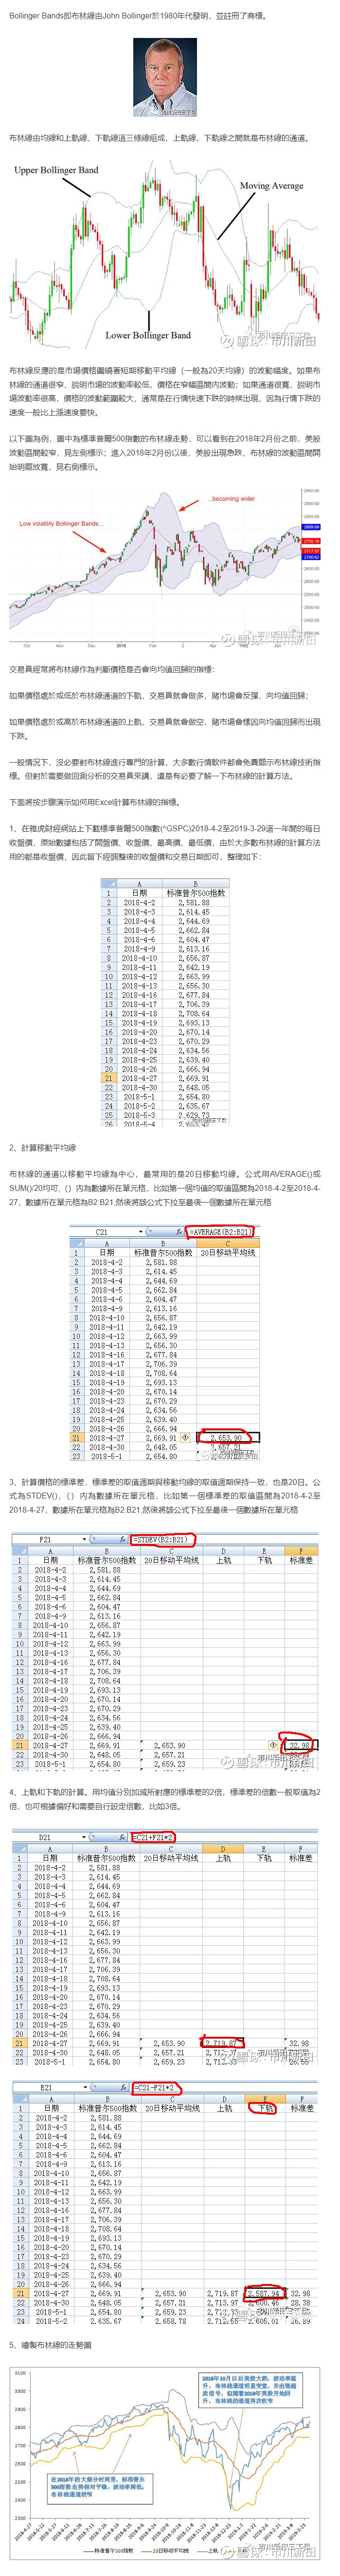 Bollinger Bands即布林線由John Bollinger於1980年代發明，並註冊了商標。
布林線由均線和上軌線、下軌線這三條線組成，上軌線、下軌線之間就是布林線的通道。
Upper Bollinger Band
Moving Average
Lower Bollinger Band
雪球：市川新田三丁目
布林線反應的是市場價格圍繞著短期移動平均線（一般為20天均線）的波動幅度。如果布
林線的通道很窄，說明市場的波動率較低，價格在窄幅區間內波動；如果通道很寬，說明市
場波動率很高，價格的波動範圍較大，通常是在行情快速下跌的時候出現，因為行情下跌的
速度一般比上漲速度要快。
以下圖為例，圖中為標準普爾500指數的布林線走勢，可以看到在2018年2月份之前，美股
波動區間較窄，見左側標示；進入2018年2月份以後，美股出現急跌，布林線的波動區間開
始明顯放寬，見右側標示。
...becoming wider
Low volatility Bollinger Bands...
Oct Nov Dec 2018 Feb 2 Apr
交易員經常將布林線作為判斷價格是否會向均值回歸的指標：
如果價格處於或低於布林線通道的下軌，交易員就會做多，賭市場會反彈，向均值回歸；
如果價格處於或高於布林線通道的上軌，交易員就會做空，賭市場會樣因向均值回歸而出現
下跌。
一般情況下，沒必要對布林線進行專門的計算，大多數行情軟件都會免費顯示布林線技術指
標。但對於需要做回測分析的交易員來講，還是有必要了解一下布林線的計算方法。
下面將按步驟演示如何用Excel計算布林線的指標。
1、在雅虎財經網站上下載標準普爾500指數(^GSPC)2018-4-2至2019-3-29這一年間的每日
收盤價，原始數據包括了開盤價、收盤價、最高價、最低價，由於大多數布林線的計算方法
用的都是收盤價，因此留下經調整後的收盤價和交易日期即可，整理如下：
A B
1 日期 标准普尔500指数
2 2018-4-2 2,581.88
3 2018-4-3 2,614.45
4 2018-4-4 2,644.69
5 2018-4-5 2,662.84
6 2018-4-6 2,604.47
7 2018-4-9 2,613.16
8 2018-4-10 2,656.87
9 2018-4-11 2,642.19
10 2018-4-12 2,663.99
11 2018-4-13 2,656.30
12 2018-4-16 2,677.84
13 2018-4-17 2,706.39
14 2018-4-18 2,708.64
15 2018-4-19 2,693.13
16 2018-4-20 2,670.14
17 2018-4-23 2,670.29
18 2018-4-24 2,634.56
19 2018-4-25 2,639.40
20 2018-4-26 2,666.94
21 2018-4-27 2,669.91
22 2018-4-30 2,648.05
23 2018-5-1 2,654.80
24 2018-5-2 2,635.67
25 2018-5-3 2,629.73
26 2018-5-4 2,663.42
2、計算移動平均線
布林線的通道以移動平均線為中心，最常用的是20日移動均線。公式用AVERAGE()或
SUM()/20均可，( ）內為數據所在單元格，比如第一個均值的取值區間為2018-4-2至2018-4-
27，數據所在單元格為B2:B21,然後將該公式下拉至最後一個數據所在單元格
C21 fx =AVERAGE(B2:B21)
A B C
1 日期 标准普尔500指数 20日移动平均线
2 2018-4-2 2,581.88
3 2018-4-3 2,614.45
4 2018-4-4 2,644.69
5 2018-4-5 2,662.84
6 2018-4-6 2,604.47
7 2018-4-9 2,613.16
8 2018-4-10 2,656.87
9 2018-4-11 2,642.19
10 2018-4-12 2,663.99
11 2018-4-13 2,656.30
12 2018-4-16 2,677.84
13 2018-4-17 2,706.39
14 2018-4-18 2,708.64
15 2018-4-19 2,693.13
16 2018-4-20 2,670.14
17 2018-4-23 2,670.29
18 2018-4-24 2,634.56
19 2018-4-25 2,639.40
20 2018-4-26 2,666.94
21 2018-4-27 2,669.91 2,653.90
22 2018-4-30 2,648.05 2,657.21
23 2018-5-1 2,654.80
3、計算價格的標準差，標準差的取值週期與移動均線的取值週期保持一致，也是20日。公
式為STDEV()，( ）內為數據所在單元格，比如第一個標準差的取值區間為2018-4-2至
2018-4-27，數據所在單元格為B2:B21,然後將該公式下拉至最後一個數據所在單元格
F21 fx =STDEV(B2:B21)
A B C D E F
1 日期 标准普尔500指数 20日移动平均线 上轨 下轨 标准差
2 2018-4-2 2,581.88
3 2018-4-3 2,614.45
4 2018-4-4 2,644.69
5 2018-4-5 2,662.84
6 2018-4-6 2,604.47
7 2018-4-9 2,613.16
8 2018-4-10 2,656.87
9 2018-4-11 2,642.19
10 2018-4-12 2,663.99
11 2018-4-13 2,656.30
12 2018-4-16 2,677.84
13 2018-4-17 2,706.39
14 2018-4-18 2,708.64
15 2018-4-19 2,693.13
16 2018-4-20 2,670.14
17 2018-4-23 2,670.29
18 2018-4-24 2,634.56
19 2018-4-25 2,639.40
20 2018-4-26 2,666.94
21 2018-4-27 2,669.91 2,653.90 32.98
22 2018-4-30 2,648.05 2,657.21
4、上軌和下軌的計算。用均值分別加減所對應的標準差的2倍，標準差的倍數一般取值為2
倍，也可根據偏好和需要自行設定倍數，比如3倍。
D21 fx =C21+F21*2
A B C D E F
1 日期 标准普尔500指数 20日移动平均线 上轨 下轨 标准差
2 2018-4-2 2,581.88
3 2018-4-3 2,614.45
4 2018-4-4 2,644.69
5 2018-4-5 2,662.84
6 2018-4-6 2,604.47
7 2018-4-9 2,613.16
8 2018-4-10 2,656.87
9 2018-4-11 2,642.19
10 2018-4-12 2,663.99
11 2018-4-13 2,656.30
12 2018-4-16 2,677.84
13 2018-4-17 2,706.39
14 2018-4-18 2,708.64
15 2018-4-19 2,693.13
16 2018-4-20 2,670.14
17 2018-4-23 2,670.29
18 2018-4-24 2,634.56
19 2018-4-25 2,639.40
20 2018-4-26 2,666.94
21 2018-4-27 2,669.91 2,653.90 2,719.87 32.98
22 2018-4-30 2,648.05 2,657.21
23 2018-5-1 2,654.80 2,659.23
E21 fx =C21-F21*2
A B C D E F
1 日期 标准普尔500指数 20日移动平均线 上轨 下轨 标准差
2 2018-4-2 2,581.88
3 2018-4-3 2,614.45
4 2018-4-4 2,644.69
5 2018-4-5 2,662.84
6 2018-4-6 2,604.47
7 2018-4-9 2,613.16
8 2018-4-10 2,656.87
9 2018-4-11 2,642.19
10 2018-4-12 2,663.99
11 2018-4-13 2,656.30
12 2018-4-16 2,677.84
13 2018-4-17 2,706.39
14 2018-4-18 2,708.64
15 2018-4-19 2,693.13
16 2018-4-20 2,670.14
17 2018-4-23 2,670.29
18 2018-4-24 2,634.56
19 2018-4-25 2,639.40
20 2018-4-26 2,666.94
21 2018-4-27 2,669.91 2,653.90 2,719.87 2,587.94 32.98
22 2018-4-30 2,648.05 2,657.21 2,713.97 2,600.46 28.38
23 2018-5-1 2,654.80 2,659.23
24 2018-5-2 2,635.67 2,658.78 2,712.55 2,605.01 26.89
5、繪製布林線的走勢圖
3100
3000
2900
2800
2700
2600
2500
2400
2300
2018年10月以后美股大跌，波动率提
升，布林线通道明显变宽，并出现超
卖信号，但随着2019年美股开始回
升，布林线的通道再次收窄
在2018年的大部分时间里，标准普尔
500指数走势相对平稳，波动率降低，
布林线通道收窄
标准普尔500指数 20日移动平均线 上轨 下轨